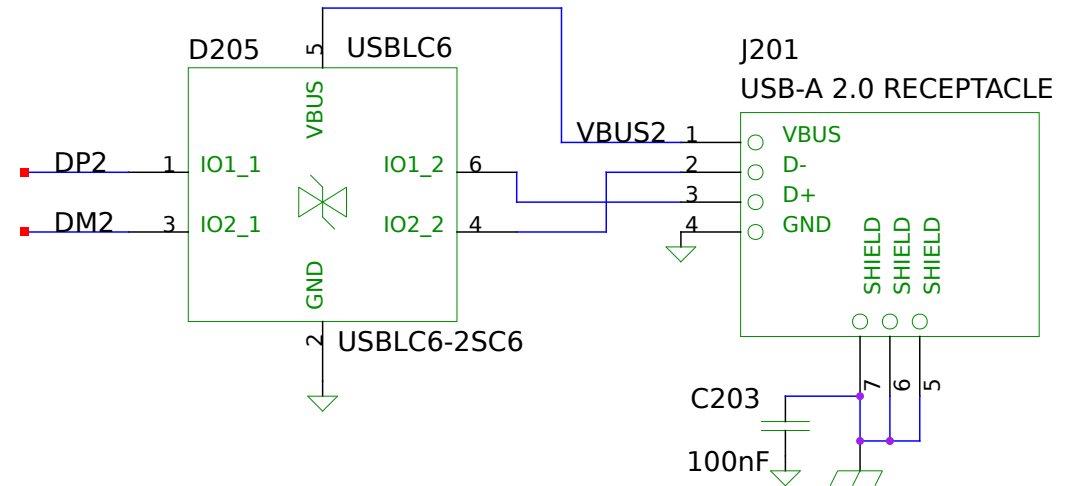 D205
USBLC6
5
VBUS
DP2
1
IO1_1
IO1_2
6
DM2
3
IO2_1
IO2_2
4
GND
2
USBLC6-2SC6
J201
USB-A 2.0 RECEPTACLE
VBUS2
1
VBUS
2
D-
3
D+
4
GND
SHIELD
SHIELD
SHIELD
7
6
5
C203
100nF